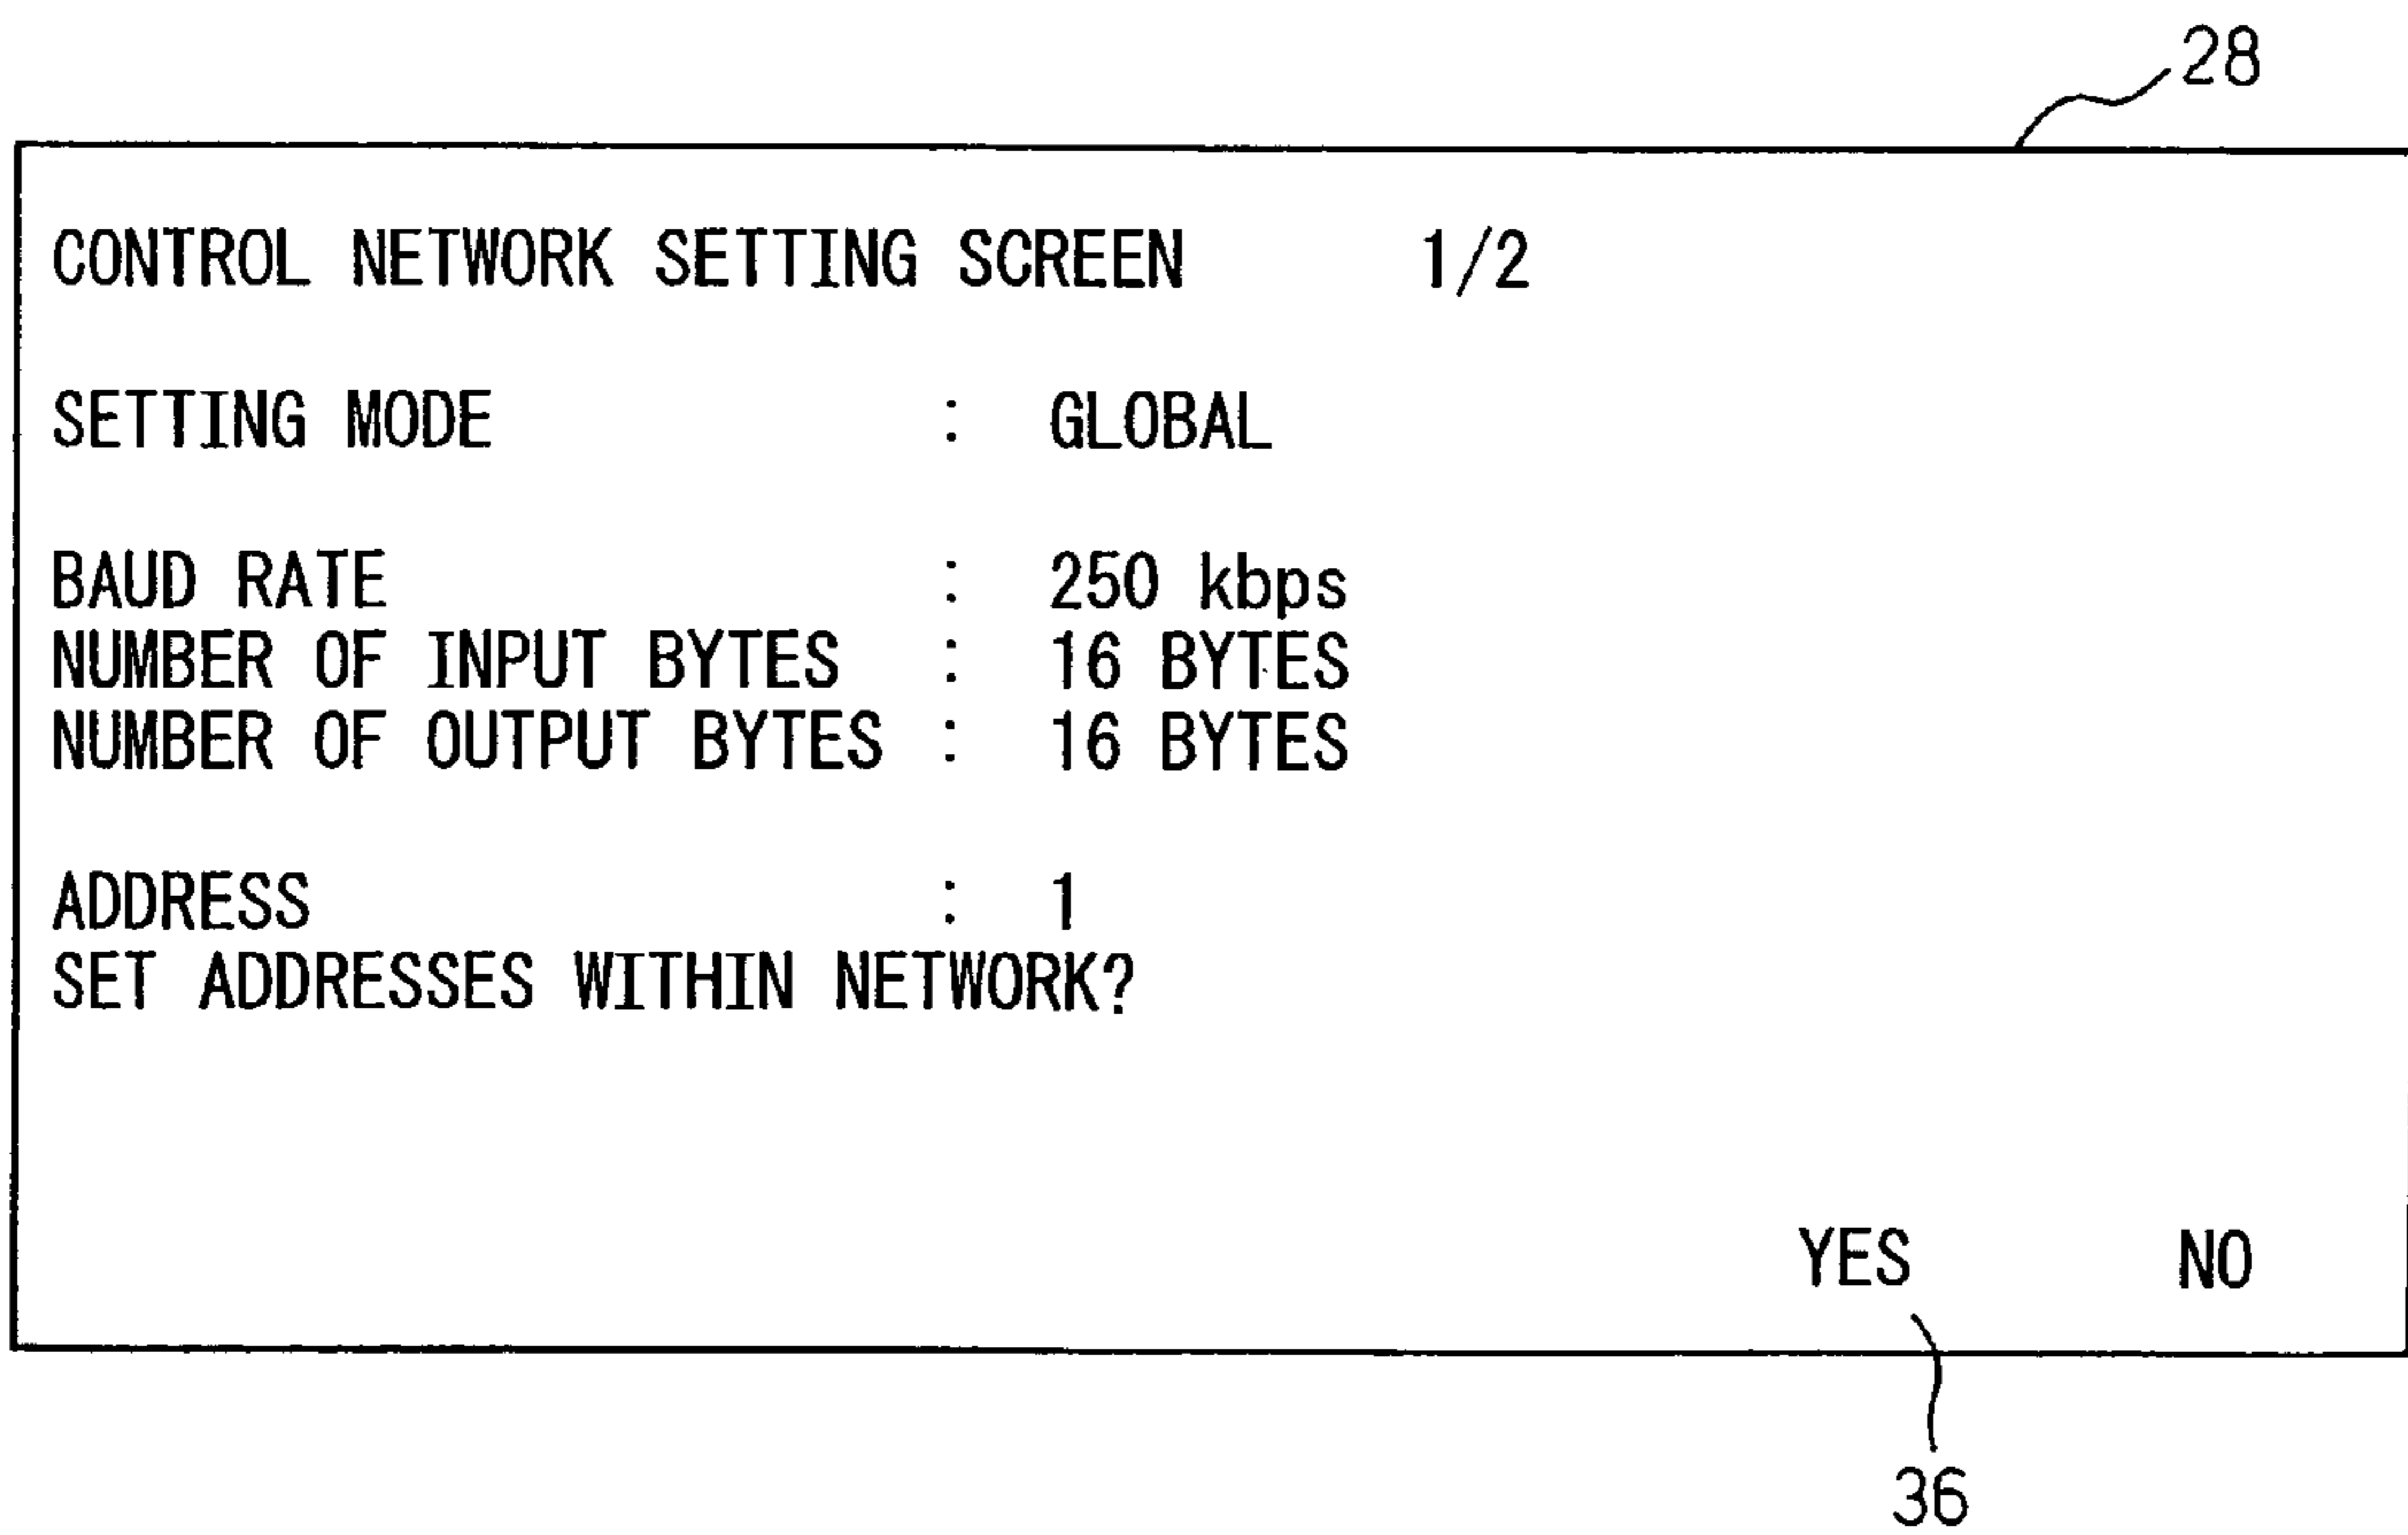 28
CONTROL NETWORK SETTING SCREEN 1/2
SETTING MODE : GLOBAL
BAUD RATE : 250 kbps
NUMBER OF INPUT BYTES : 16 BYTES
NUMBER OF OUTPUT BYTES : 16 BYTES
ADDRESS : 1
SET ADDRESSES WITHIN NETWORK?
YES NO
36